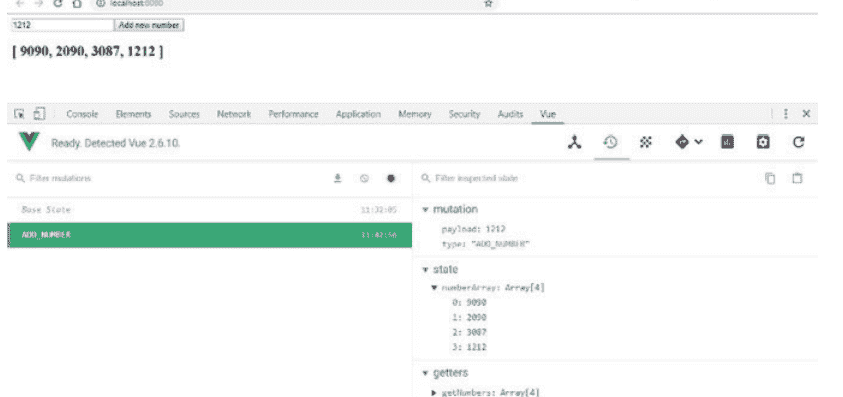 localhost:8080
1212 Add new number
[ 9090, 2090, 3087, 1212 ]
Console Elements Sources Network Performance Application Memory Security Audits Vue
Ready. Detected Vue 2.6.10.
Filter mutations
Filter inspected state
Base State
ADD_NUMBER
mutation
payload: 1212
type: "ADD_NUMBER"
state
numberArray: Array[4]
0: 9090
1: 2090
2: 3087
3: 1212
getters
getNumbers: Array[4]